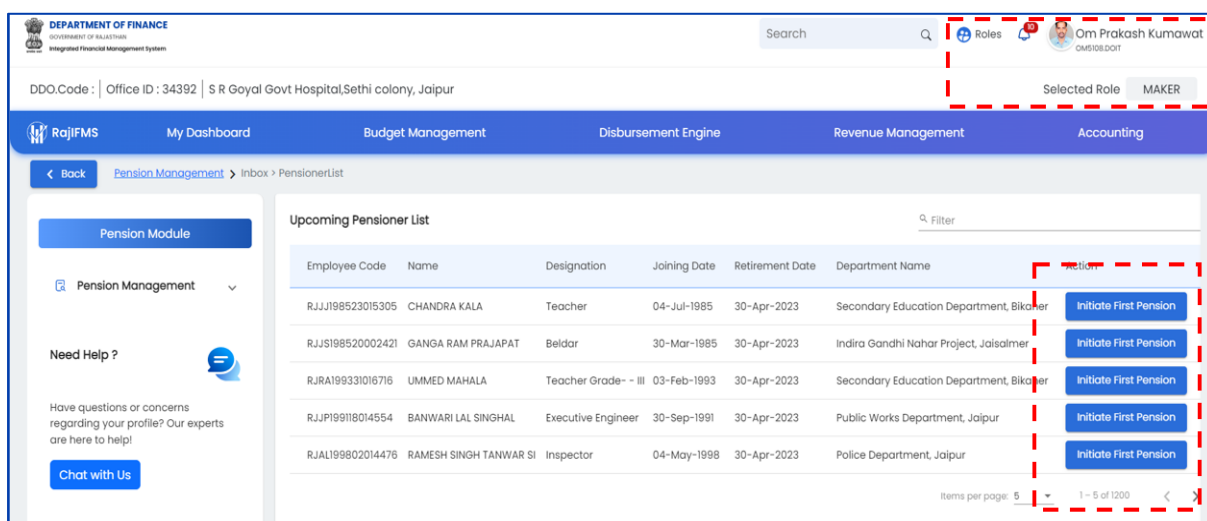 DEPARTMENT OF FINANCE
GOVERNMENT OF RAJASTHAN
Integrated Financial Management System
Search
Roles
10
Om Prakash Kumawat
OM5108.DOIT
DDO.Code : Office ID : 34392 S R Goyal Govt Hospital,Sethi colony, Jaipur
Selected Role MAKER
RajIFMS My Dashboard Budget Management Disbursement Engine Revenue Management Accounting
Back Pension Management > Inbox > PensionerList
Pension Module
Pension Management
Need Help ?
Have questions or concerns
regarding your profile? Our experts
are here to help!
Chat with Us
Upcoming Pensioner List
Filter
Employee Code Name Designation Joining Date Retirement Date Department Name Action
RJJJ198523015305 CHANDRA KALA Teacher 04-Jul-1985 30-Apr-2023 Secondary Education Department, Bikaner Initiate First Pension
RJJS198520002421 GANGA RAM PRAJAPAT Beldar 30-Mar-1985 30-Apr-2023 Indira Gandhi Nahar Project, Jaisalmer Initiate First Pension
RJRA199331016716 UMMED MAHALA Teacher Grade- - III 03-Feb-1993 30-Apr-2023 Secondary Education Department, Bikaner Initiate First Pension
RJJP199118014554 BANWARI LAL SINGHAL Executive Engineer 30-Sep-1991 30-Apr-2023 Public Works Department, Jaipur Initiate First Pension
RJAL199802014476 RAMESH SINGH TANWAR SI Inspector 04-May-1998 30-Apr-2023 Police Department, Jaipur Initiate First Pension
Items per page: 5 1 – 5 of 1200